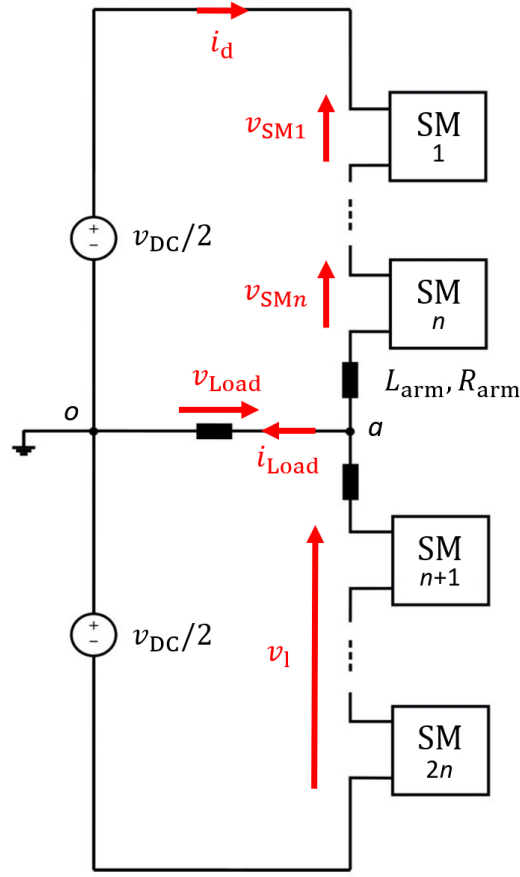 i_d
v_SM1
SM
1
+
−
v_DC/2
v_SMn
SM
n
v_Load
L_arm, R_arm
o
a
i_Load
SM
n+1
+
−
v_DC/2
v_l
SM
2n